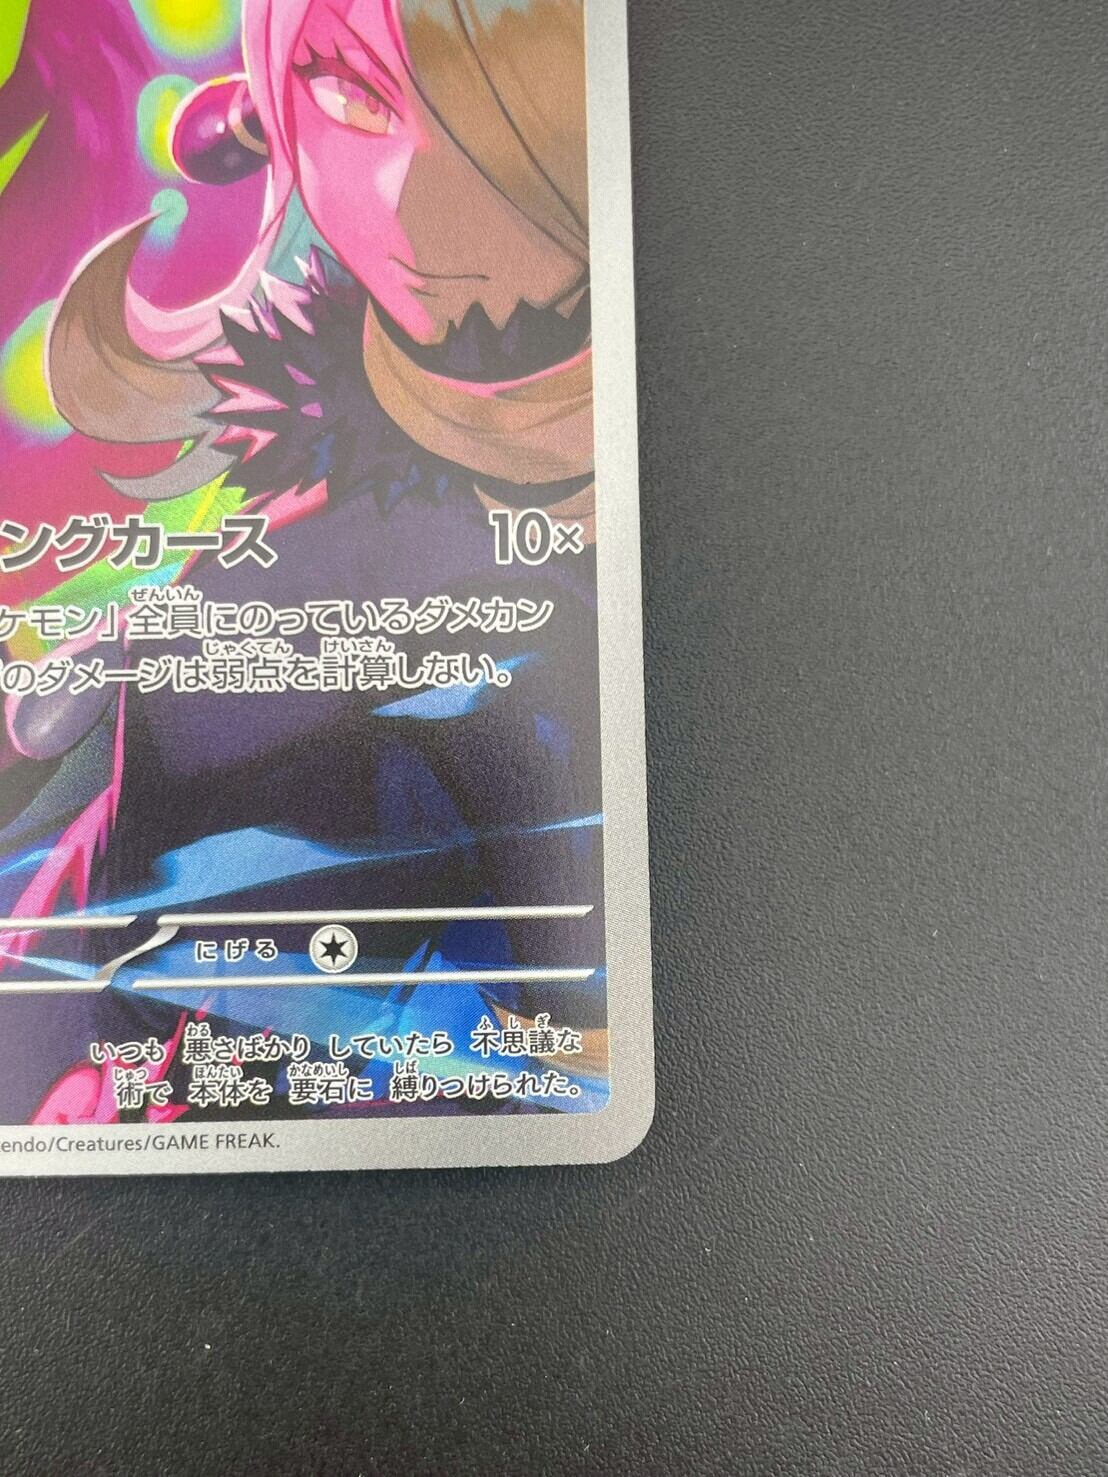 ングカース 10×
ケモン」全員にのっているダメカン
のダメージは弱点を計算しない。
にげる
いつも 悪さばかり していたら 不思議な
術で 本体を 要石に 縛りつけられた。
tendo/Creatures/GAME FREAK.